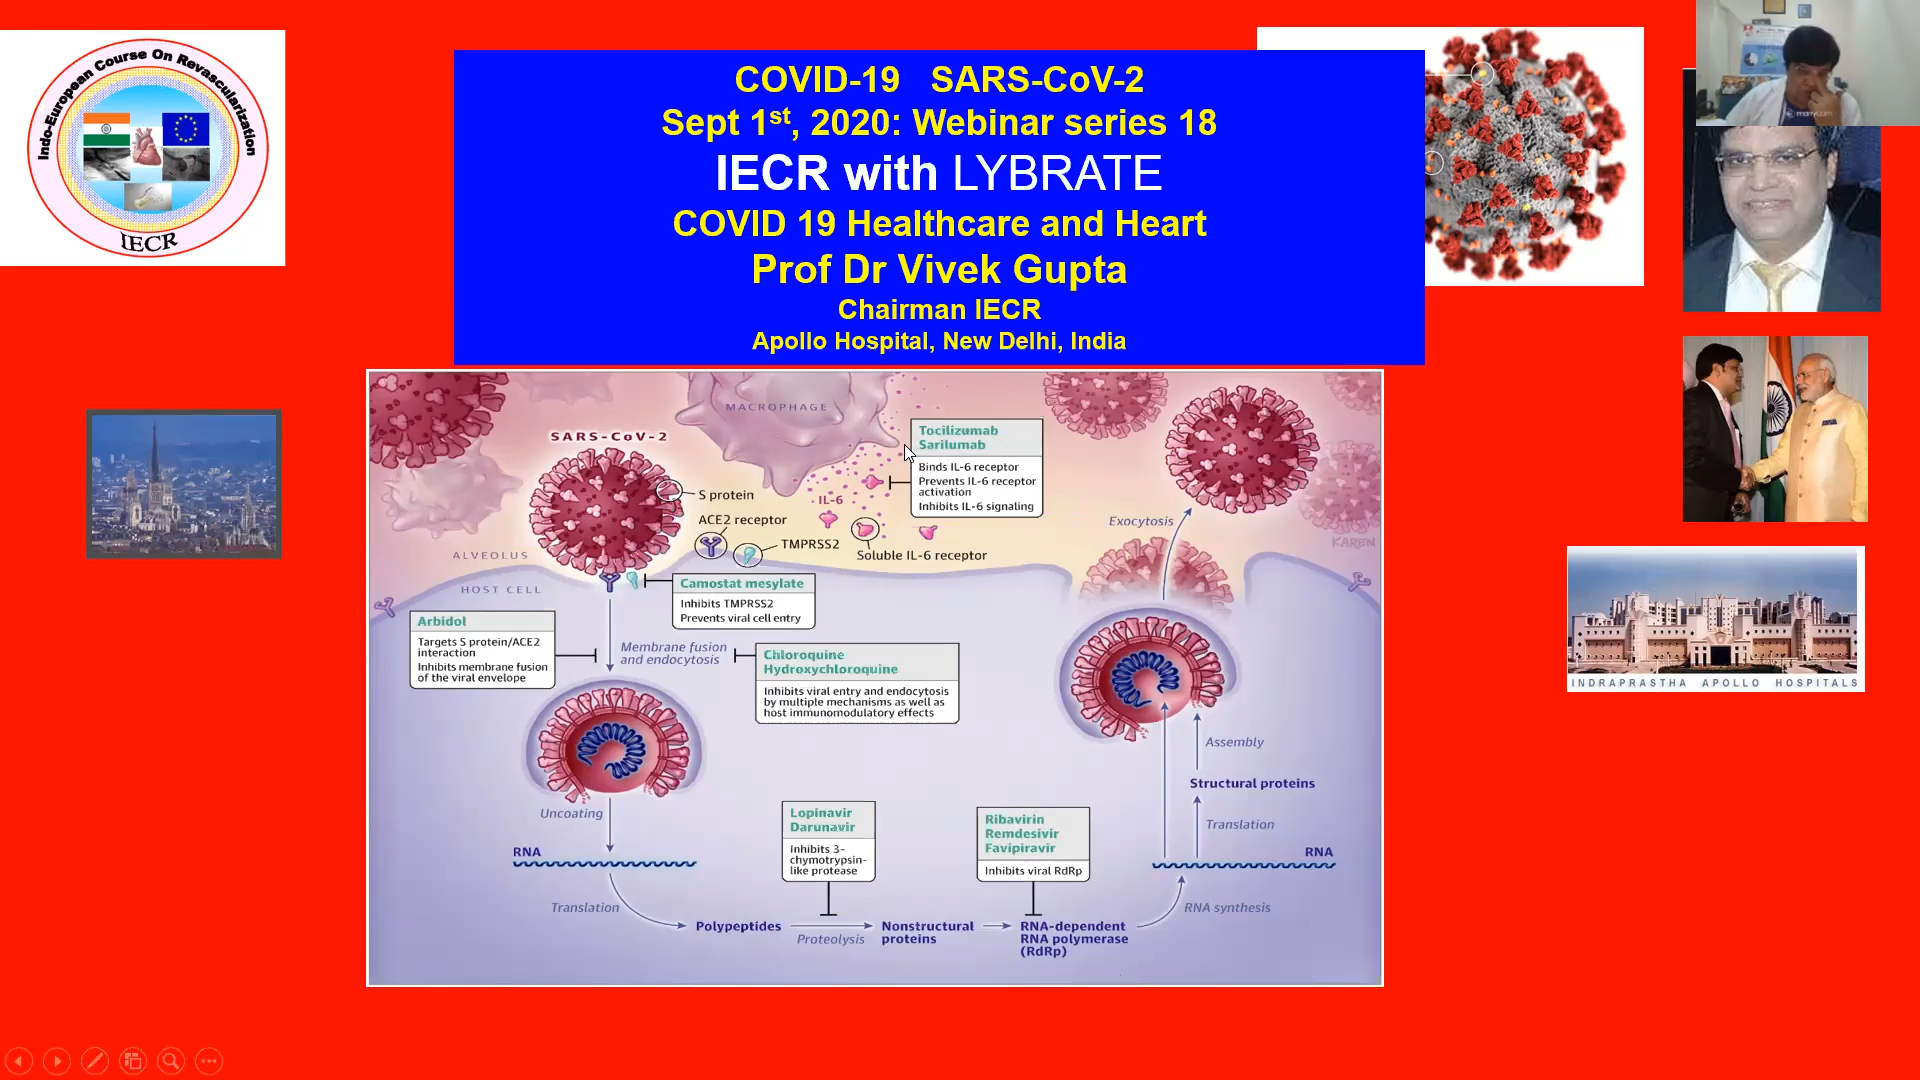 Indo-European Course On Revascularization
IECR
COVID-19 SARS-CoV-2
Sept 1st, 2020: Webinar series 18
IECR with LYBRATE
COVID 19 Healthcare and Heart
Prof Dr Vivek Gupta
Chairman IECR
Apollo Hospital, New Delhi, India
MACROPHAGE
SARS-CoV-2
Tocilizumab
Sarilumab
Binds IL-6 receptor
Prevents IL-6 receptor
activation
Inhibits IL-6 signaling
S protein
IL-6
ACE2 receptor
TMPRSS2
Soluble IL-6 receptor
Exocytosis
KAREN
ALVEOLUS
HOST CELL
Camostat mesylate
Inhibits TMPRSS2
Prevents viral cell entry
Arbidol
Targets S protein/ACE2
interaction
Inhibits membrane fusion
of the viral envelope
Membrane fusion
and endocytosis
Chloroquine
Hydroxychloroquine
Inhibits viral entry and endocytosis
by multiple mechanisms as well as
host immunomodulatory effects
Assembly
Structural proteins
Translation
RNA
Uncoating
RNA
Lopinavir
Darunavir
Inhibits 3-
chymotrypsin-
like protease
Ribavirin
Remdesivir
Favipiravir
Inhibits viral RdRp
Translation
Polypeptides
Proteolysis
Nonstructural
proteins
RNA-dependent
RNA polymerase
(RdRp)
RNA synthesis
INDRAPRASTHA APOLLO HOSPITALS